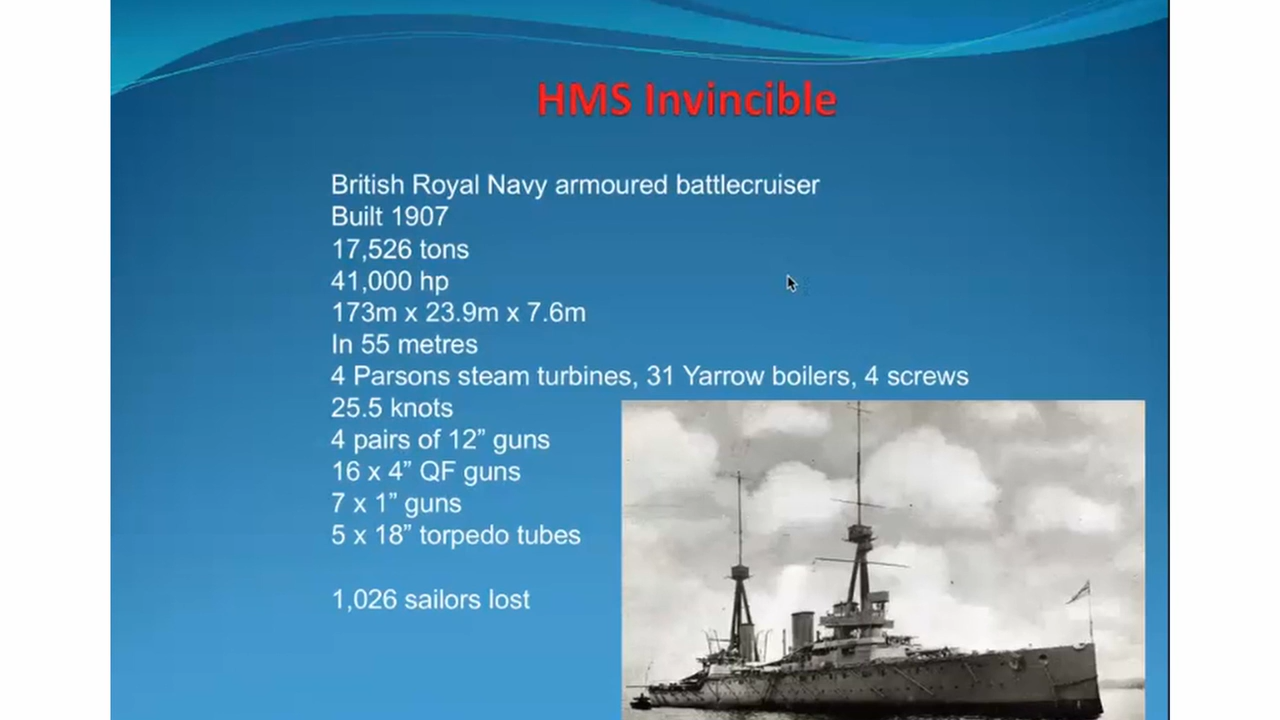 HMS Invincible
British Royal Navy armoured battlecruiser
Built 1907
17,526 tons
41,000 hp
173m x 23.9m x 7.6m
In 55 metres
4 Parsons steam turbines, 31 Yarrow boilers, 4 screws
25.5 knots
4 pairs of 12” guns
16 x 4” QF guns
7 x 1” guns
5 x 18” torpedo tubes
1,026 sailors lost